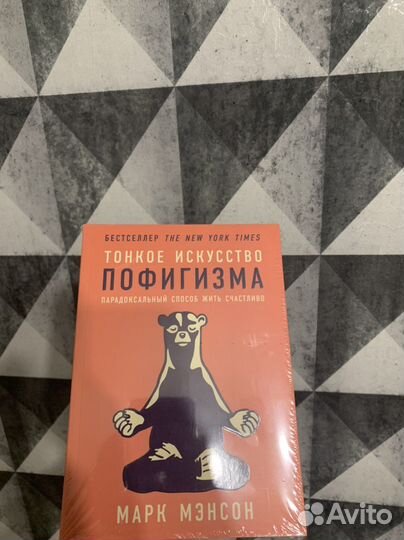 БЕСТСЕЛЛЕР THE NEW YORK TIMES
ТОНКОЕ ИСКУССТВО
ПОФИГИЗМА
ПАРАДОКСАЛЬНЫЙ СПОСОБ ЖИТЬ СЧАСТЛИВО
МАРК МЭНСОН
Avito